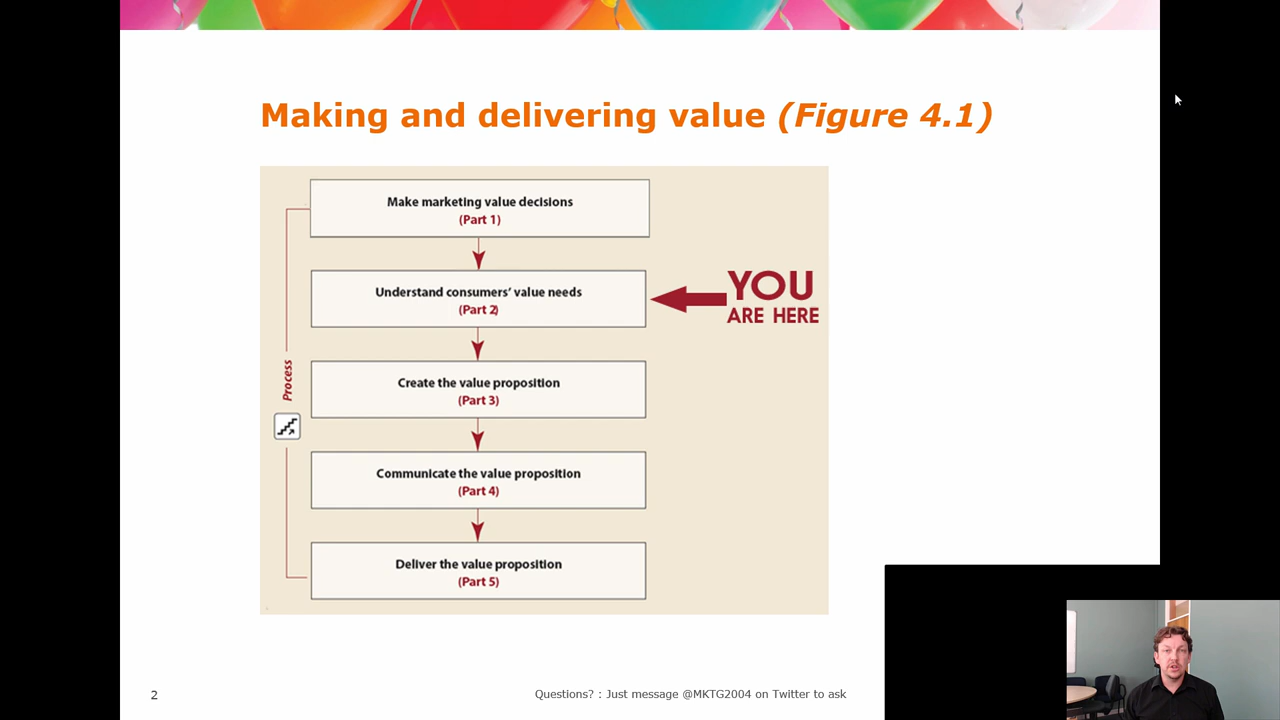 Making and delivering value (Figure 4.1)
Make marketing value decisions
(Part 1)
Understand consumers’ value needs
(Part 2)
YOU
ARE HERE
Create the value proposition
(Part 3)
Process
Communicate the value proposition
(Part 4)
Deliver the value proposition
(Part 5)
2
Questions? : Just message @MKTG2004 on Twitter to ask